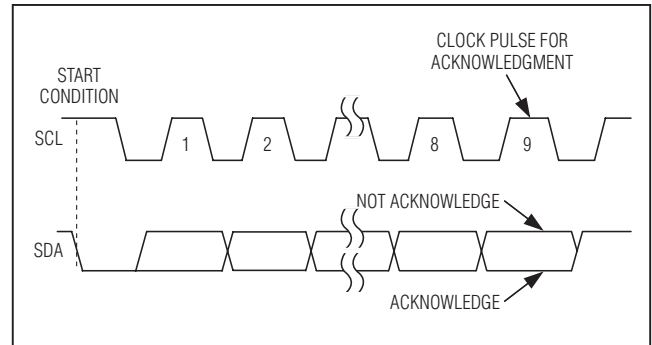 CLOCK PULSE FOR
ACKNOWLEDGMENT
START
CONDITION
SCL
1
2
8
9
NOT ACKNOWLEDGE
SDA
ACKNOWLEDGE